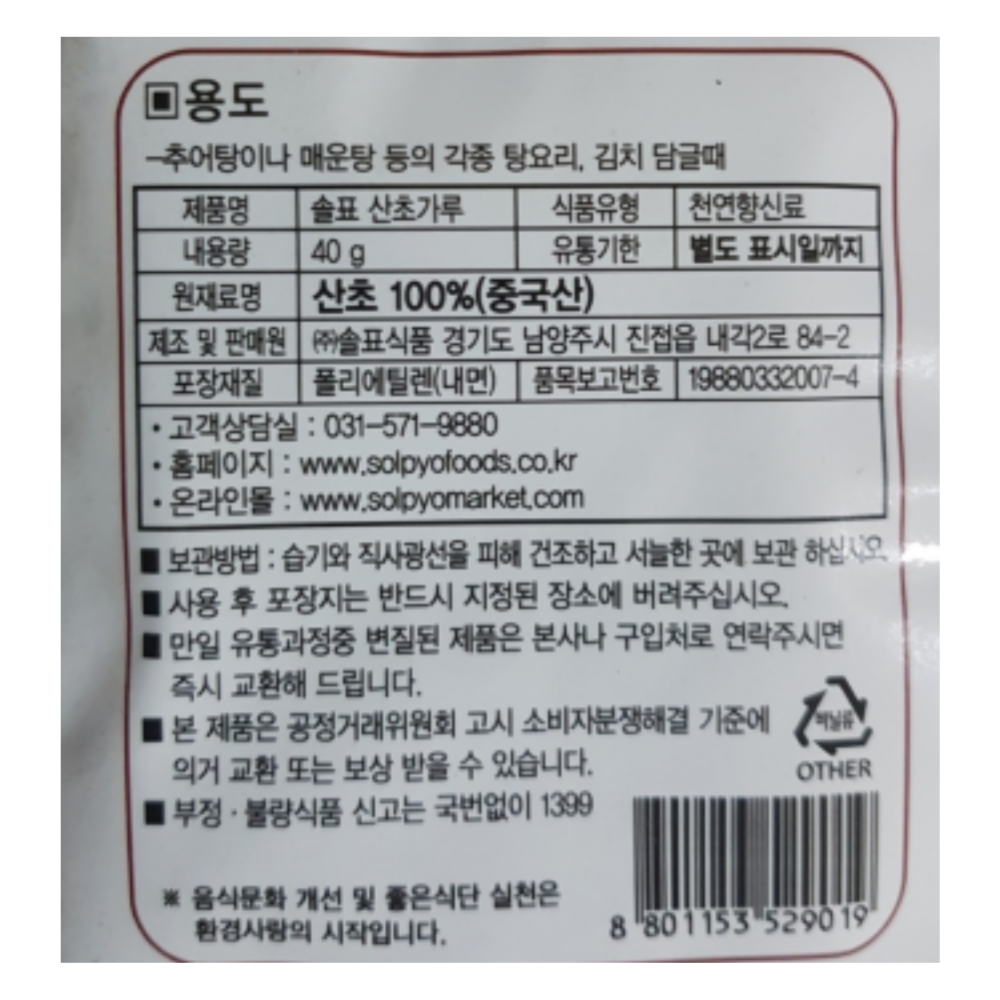 ▣용도
-추어탕이나 매운탕 등의 각종 탕요리, 김치 담글때
제품명 솔표 산초가루 식품유형 천연향신료
내용량 40 g 유통기한 별도 표시일까지
원재료명 산초 100%(중국산)
제조 및 판매원 ㈜솔표식품 경기도 남양주시 진접읍 내각2로 84-2
포장재질 폴리에틸렌(내면) 품목보고번호 19880332007-4
• 고객상담실 : 031-571-9880
• 홈페이지 : www.solpyofoods.co.kr
• 온라인몰 : www.solpyomarket.com
■ 보관방법 : 습기와 직사광선을 피해 건조하고 서늘한 곳에 보관 하십시오.
■ 사용 후 포장지는 반드시 지정된 장소에 버려주십시오.
■ 만일 유통과정중 변질된 제품은 본사나 구입처로 연락주시면
즉시 교환해 드립니다.
■ 본 제품은 공정거래위원회 고시 소비자분쟁해결 기준에
의거 교환 또는 보상 받을 수 있습니다.
비닐류
OTHER
■ 부정·불량식품 신고는 국번없이 1399
※ 음식문화 개선 및 좋은식단 실천은
환경사랑의 시작입니다.
8 801153 529019